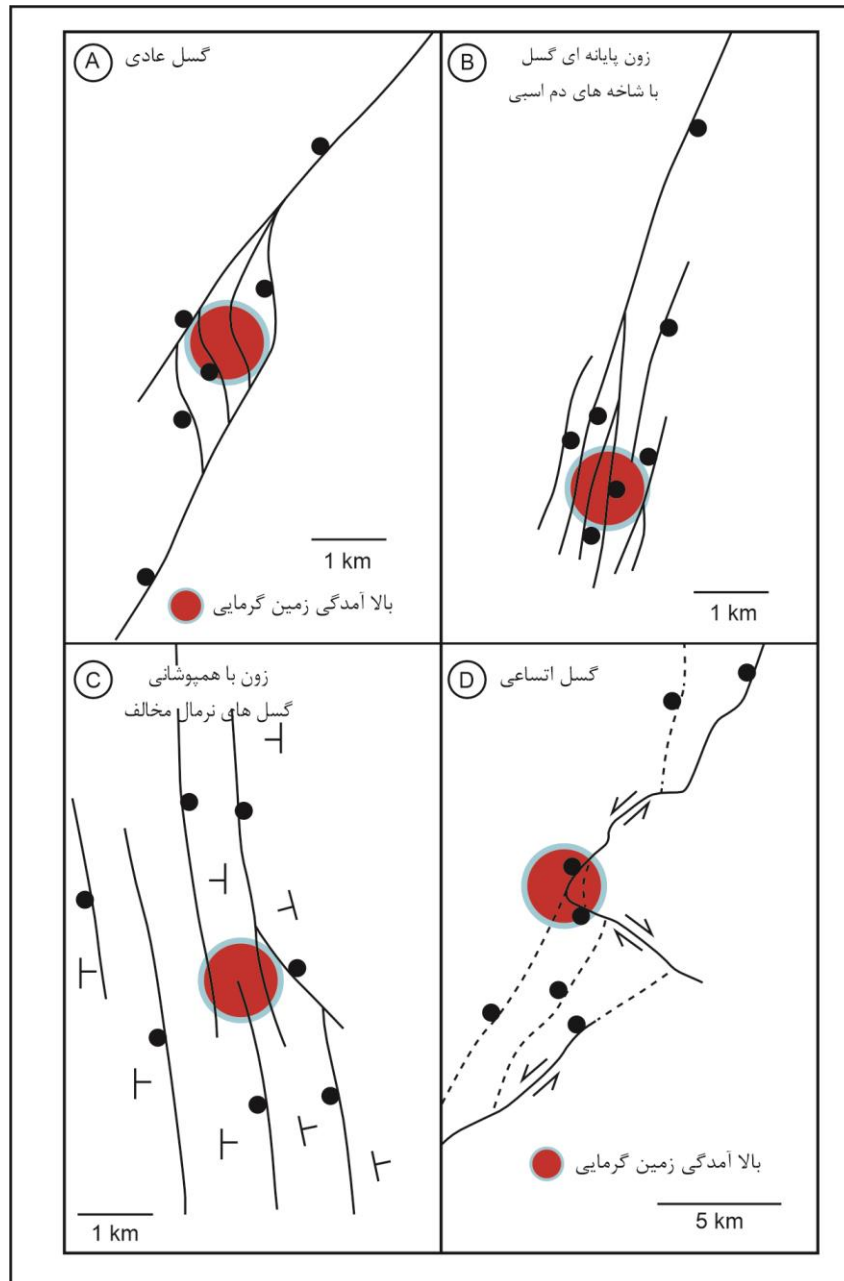 A
گسل عادی
1 km
بالا آمدگی زمین گرمایی
B
زون پایانه ای گسل
با شاخه های دم اسبی
1 km
C
زون با همپوشانی
گسل های نرمال مخالف
1 km
D
گسل اتساعی
بالا آمدگی زمین گرمایی
5 km